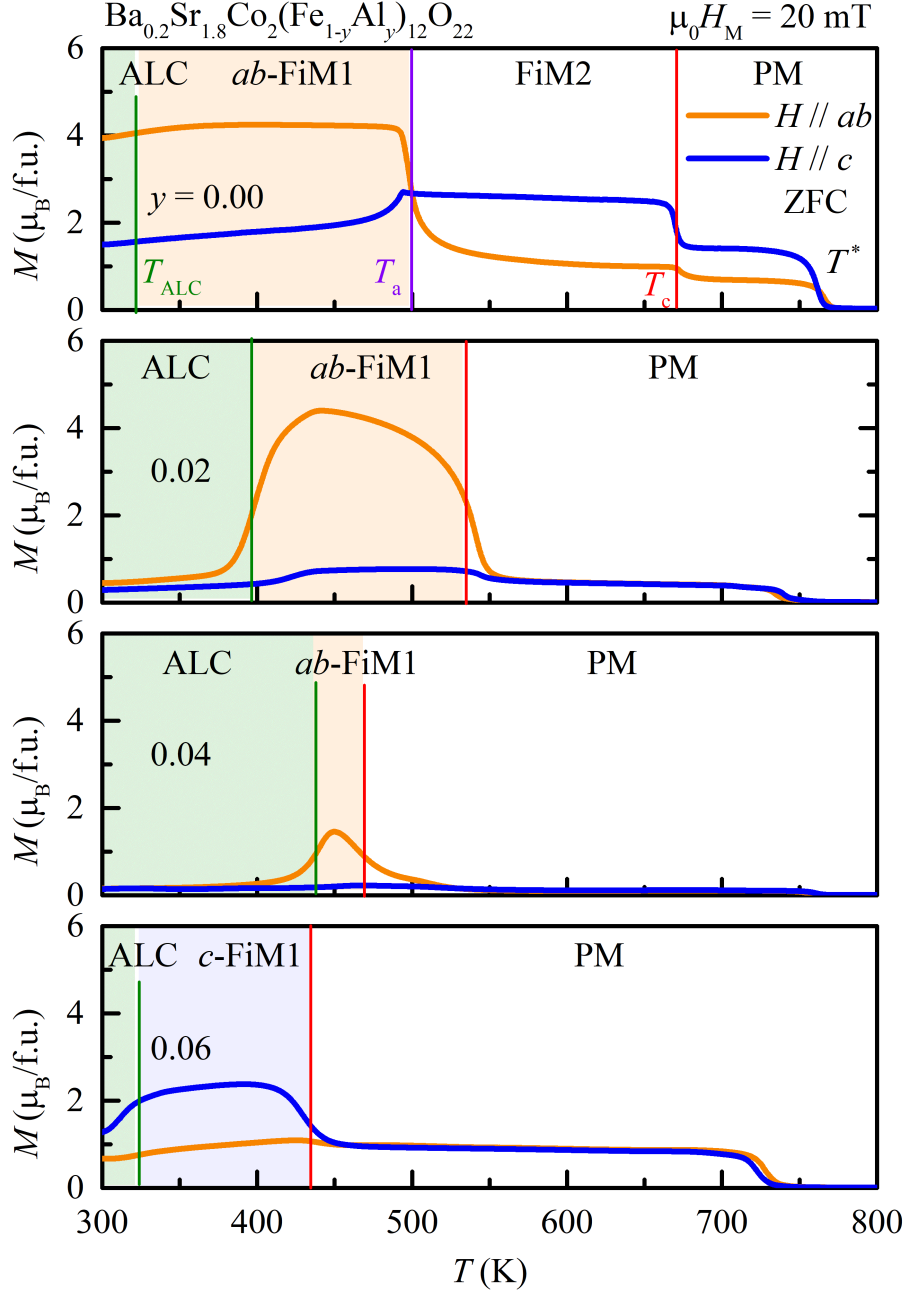 Ba0.2Sr1.8Co2(Fe1-yAly)12O22 μ0HM = 20 mT
6
ALC ab-FiM1 FiM2 PM
H // ab
4
H // c
y = 0.00 ZFC
2
TALC Ta Tc T*
0
M (μB/f.u.)
6
ALC ab-FiM1 PM
4
0.02
2
0
M (μB/f.u.)
6
ALC ab-FiM1 PM
4
0.04
2
0
M (μB/f.u.)
6
ALC c-FiM1 PM
4
0.06
2
0
M (μB/f.u.)
300 400 500 600 700 800
T (K)